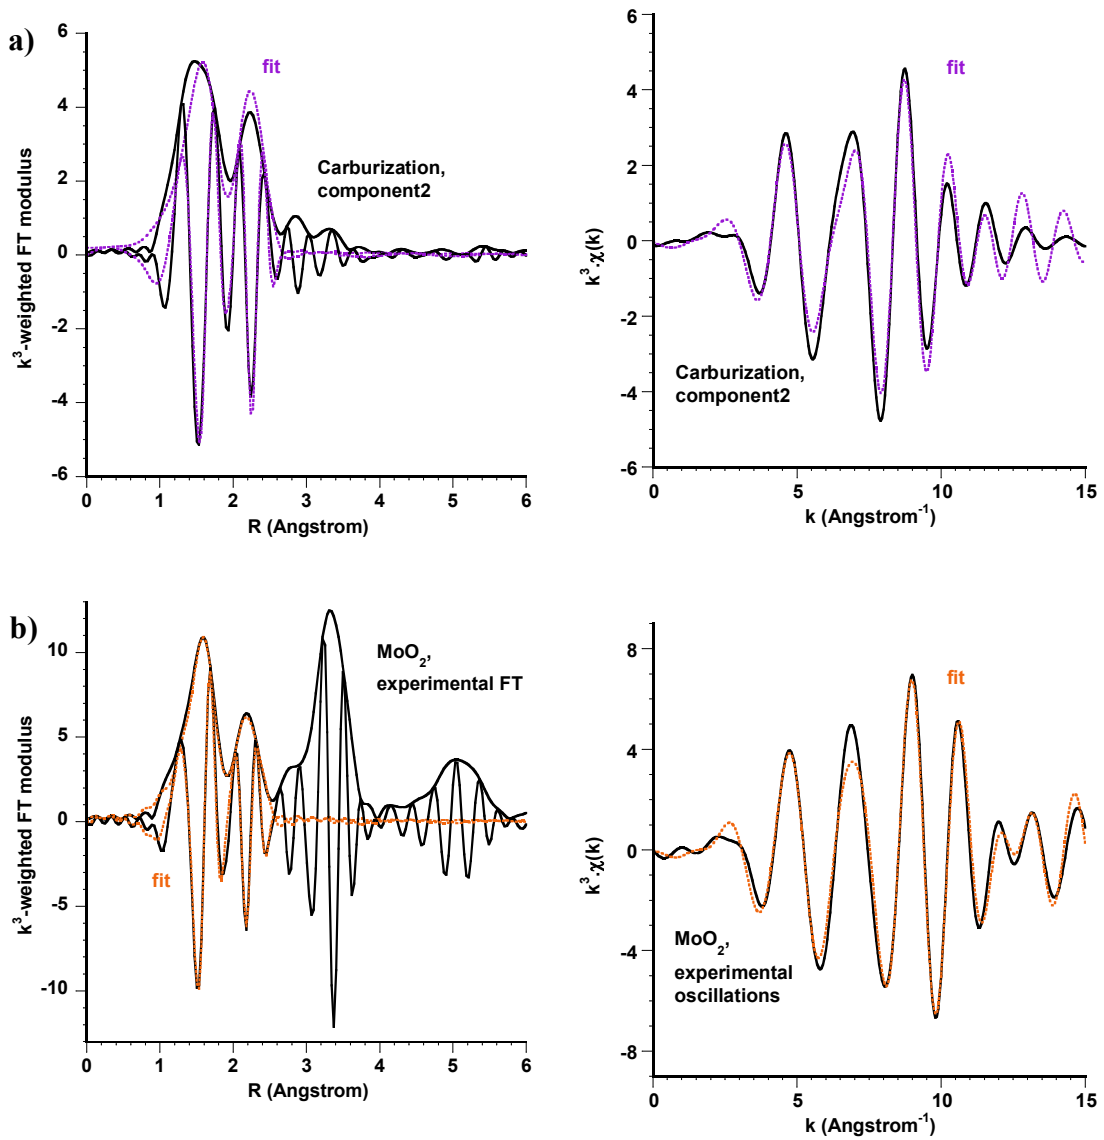 a)
6
4
2
0
-2
-4
-6
k³-weighted FT modulus
fit
Carburization,
component2
0 1 2 3 4 5 6
R (Angstrom)
6
4
2
0
-2
-4
-6
k³.χ(k)
fit
Carburization,
component2
0 5 10 15
k (Angstrom⁻¹)
b)
10
5
0
-5
-10
k³-weighted FT modulus
MoO₂,
experimental FT
fit
0 1 2 3 4 5 6
R (Angstrom)
8
4
0
-4
-8
k³.χ(k)
fit
MoO₂,
experimental
oscillations
0 5 10 15
k (Angstrom⁻¹)